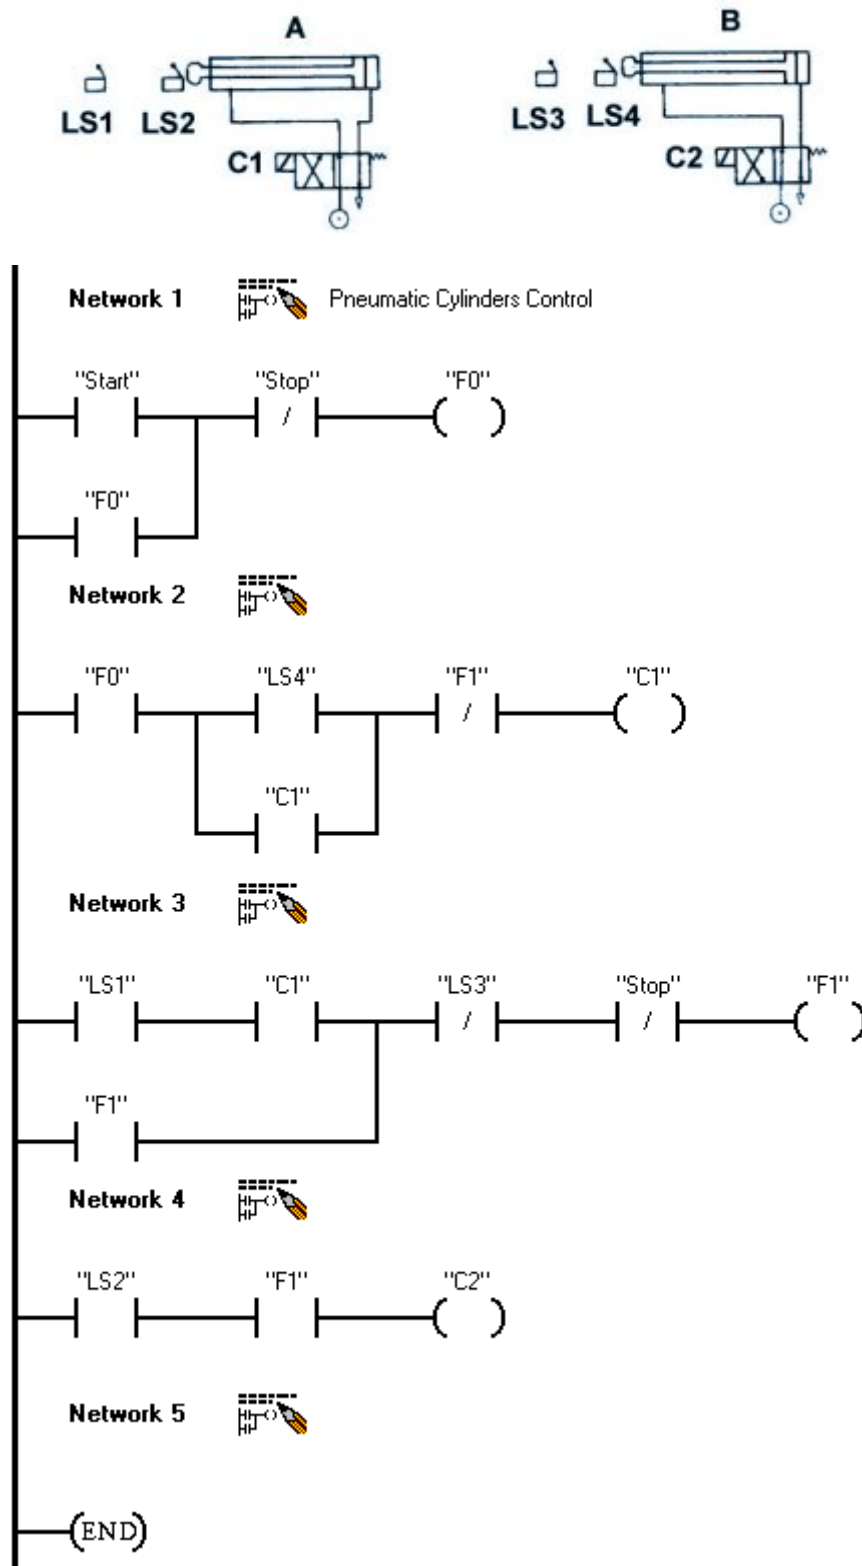 A B
LS1 LS2 LS3 LS4
C1 C2
Network 1 Pneumatic Cylinders Control
"Start" "Stop" "F0"
"F0"
Network 2
"F0" "LS4" "F1" "C1"
"C1"
Network 3
"LS1" "C1" "LS3" "Stop" "F1"
"F1"
Network 4
"LS2" "F1" "C2"
Network 5
(END)